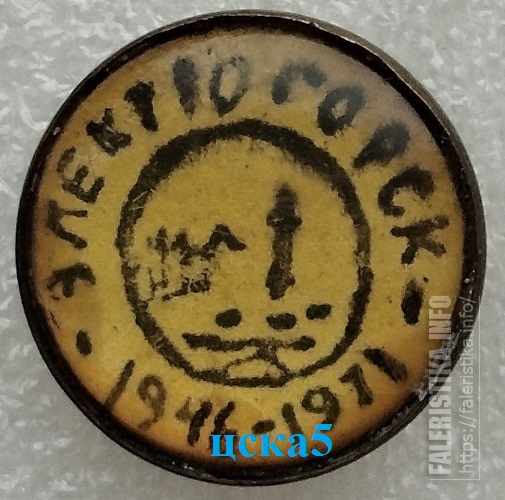 - ЭЛЕКТРОГОРСК -
1946-1971
цска5
FALERISTIKA.INFO
https://faleristika.info/